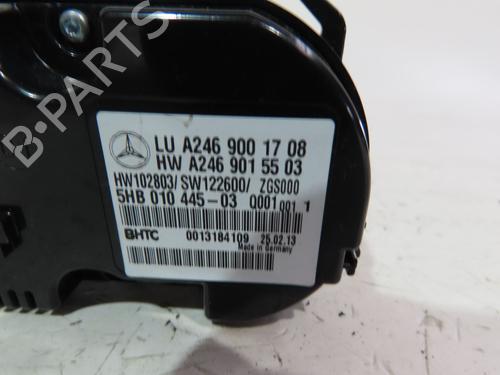 B-PARTS
LU A246 900 17 08
HW A246 901 55 03
HW102803/ SW122600/ ZGS000
5HB 010 445-03 Q001 001 1
BHTC 0013184109 25.02.13
Made in Germany